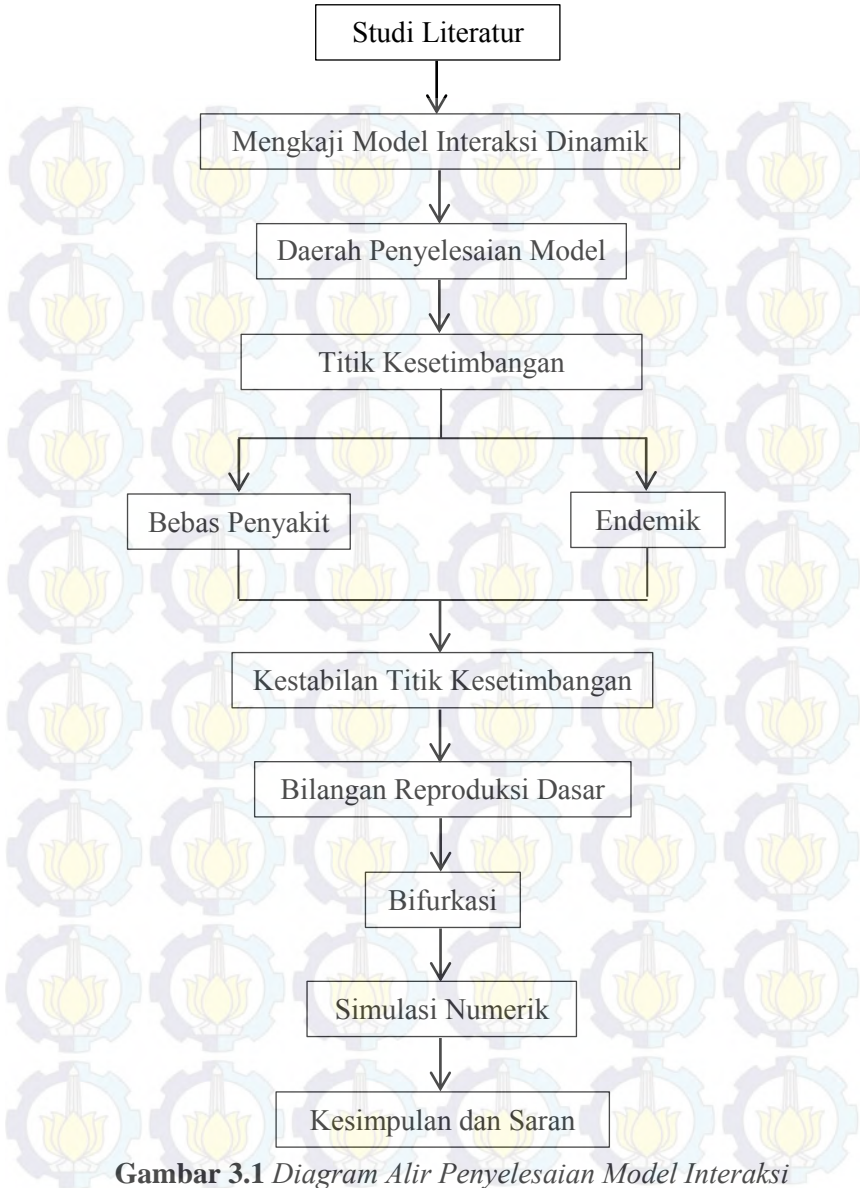 Studi Literatur
Mengkaji Model Interaksi Dinamik
Daerah Penyelesaian Model
Titik Kesetimbangan
Bebas Penyakit
Endemik
Kestabilan Titik Kesetimbangan
Bilangan Reproduksi Dasar
Bifurkasi
Simulasi Numerik
Kesimpulan dan Saran
Gambar 3.1 Diagram Alir Penyelesaian Model Interaksi